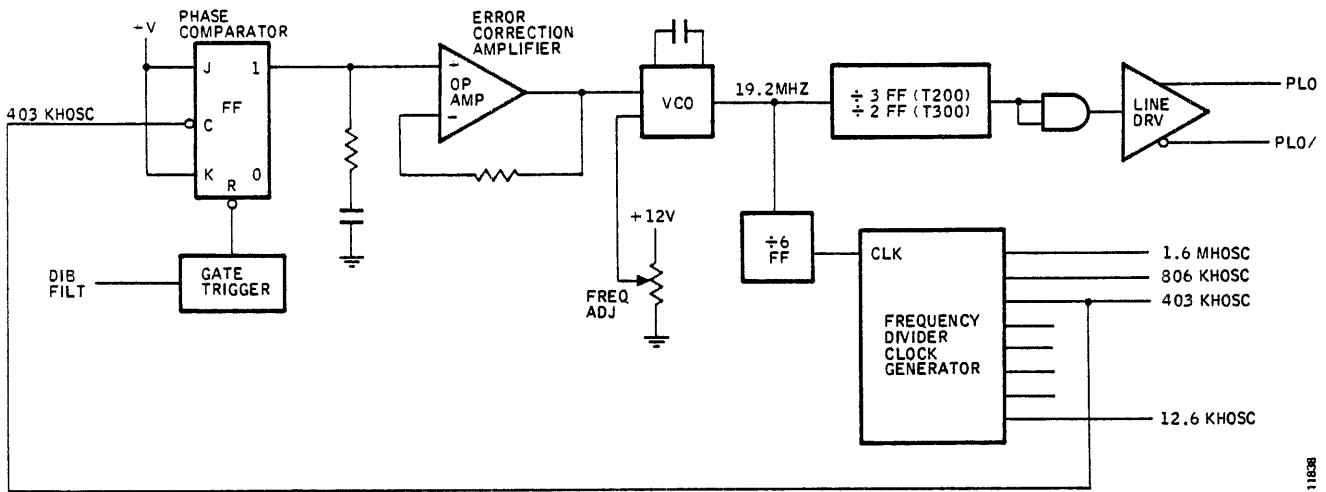 PHASE
COMPARATOR
+V
J 1
FF
C
K 0
R
403 KHOSC
GATE
TRIGGER
DIB
FILT
ERROR
CORRECTION
AMPLIFIER
+
OP
AMP
-
VCO
+12V
FREQ
ADJ
19.2MHZ
÷3 FF (T200)
÷2 FF (T300)
LINE
DRV
PLO
PLO/
÷6
FF
CLK
FREQUENCY
DIVIDER
CLOCK
GENERATOR
1.6 MHOSC
806 KHOSC
403 KHOSC
12.6 KHOSC
11838